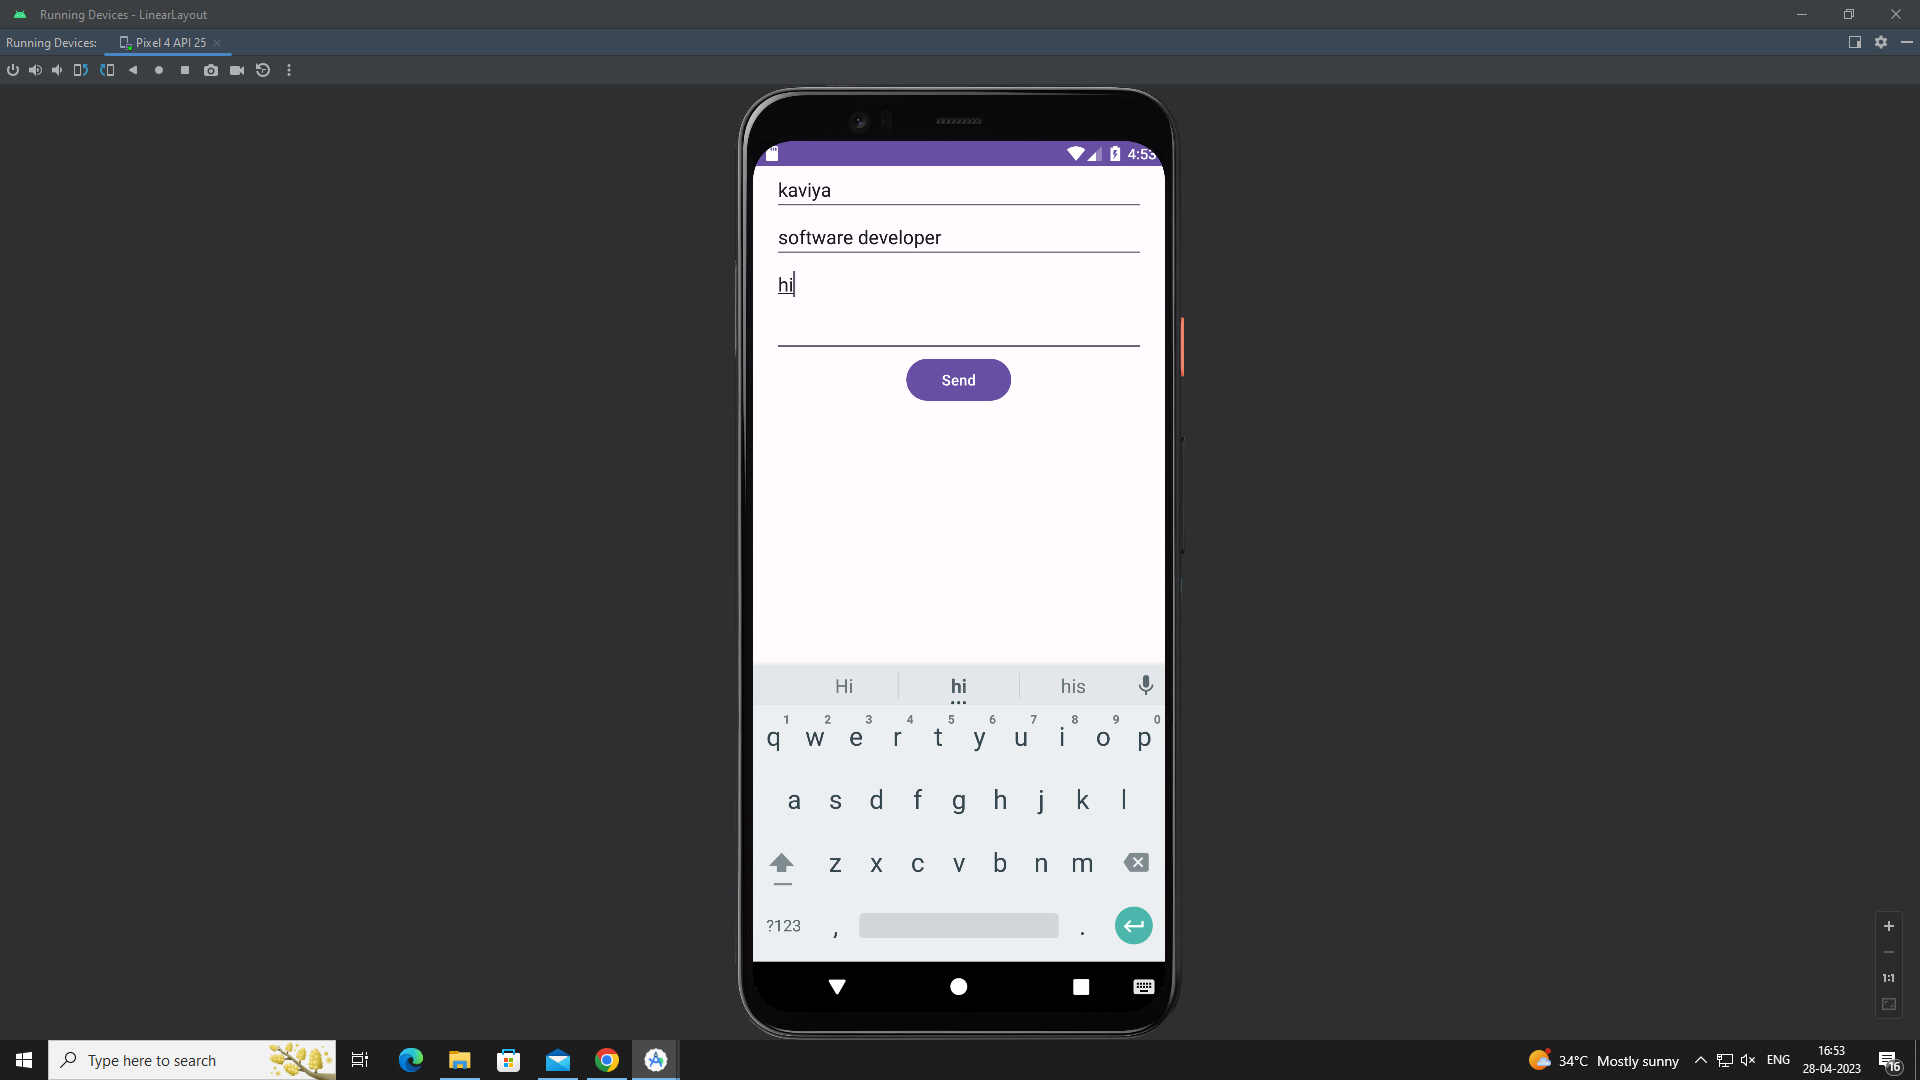 Running Devices - LinearLayout
Running Devices: Pixel 4 API 25
4:53
kaviya
software developer
hi
Send
Hi hi his
1 2 3 4 5 6 7 8 9 0
q w e r t y u i o p
a s d f g h j k l
z x c v b n m
?123 , .
1:1
Type here to search
34°C Mostly sunny
ENG
16:53
28-04-2023
16